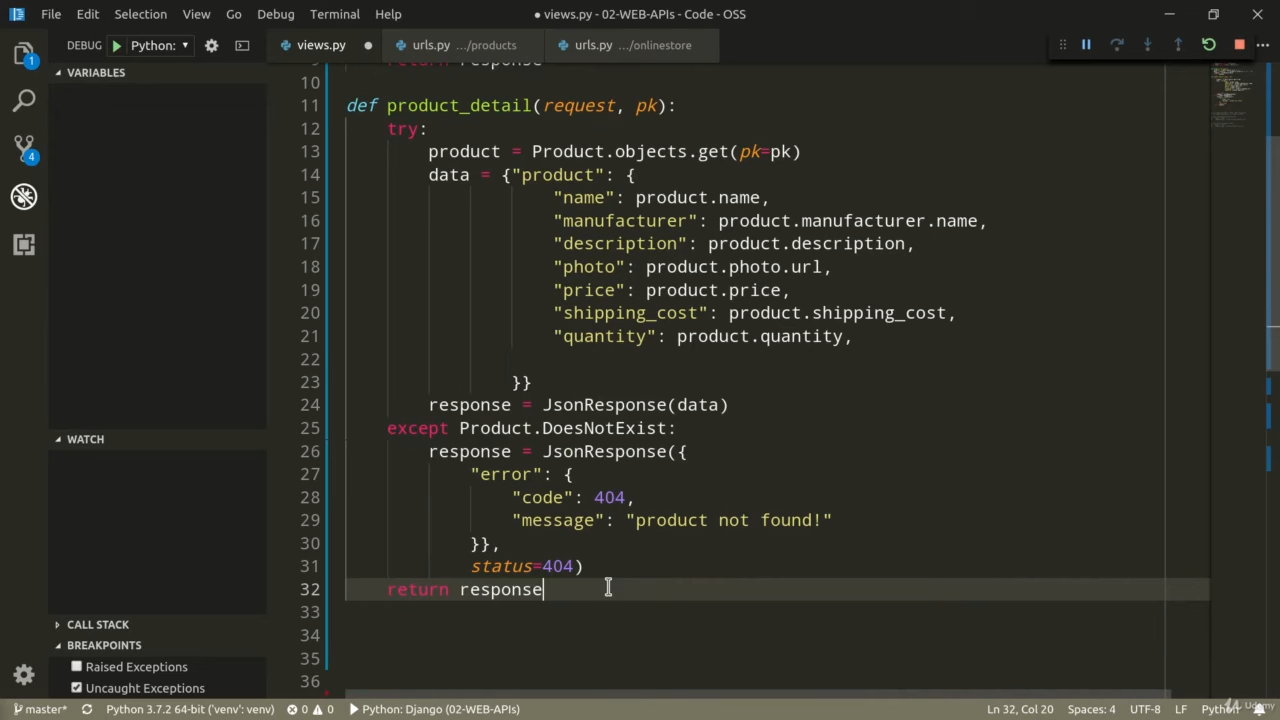 File Edit Selection View Go Debug Terminal Help
● views.py - 02-WEB-APIs - Code - OSS
DEBUG Python:
views.py ● urls.py .../products urls.py .../onlinestore
VARIABLES
WATCH
CALL STACK
BREAKPOINTS
Raised Exceptions
Uncaught Exceptions
1
4
10
11 def product_detail(request, pk):
12 try:
13 product = Product.objects.get(pk=pk)
14 data = {"product": {
15 "name": product.name,
16 "manufacturer": product.manufacturer.name,
17 "description": product.description,
18 "photo": product.photo.url,
19 "price": product.price,
20 "shipping_cost": product.shipping_cost,
21 "quantity": product.quantity,
22
23 }}
24 response = JsonResponse(data)
25 except Product.DoesNotExist:
26 response = JsonResponse({
27 "error": {
28 "code": 404,
29 "message": "product not found!"
30 }},
31 status=404)
32 return response
33
34
35
36
master* Python 3.7.2 64-bit ('venv': venv) 0 0 Python: Django (02-WEB-APIs) Ln 32, Col 20 Spaces: 4 UTF-8 LF Python
Udemy